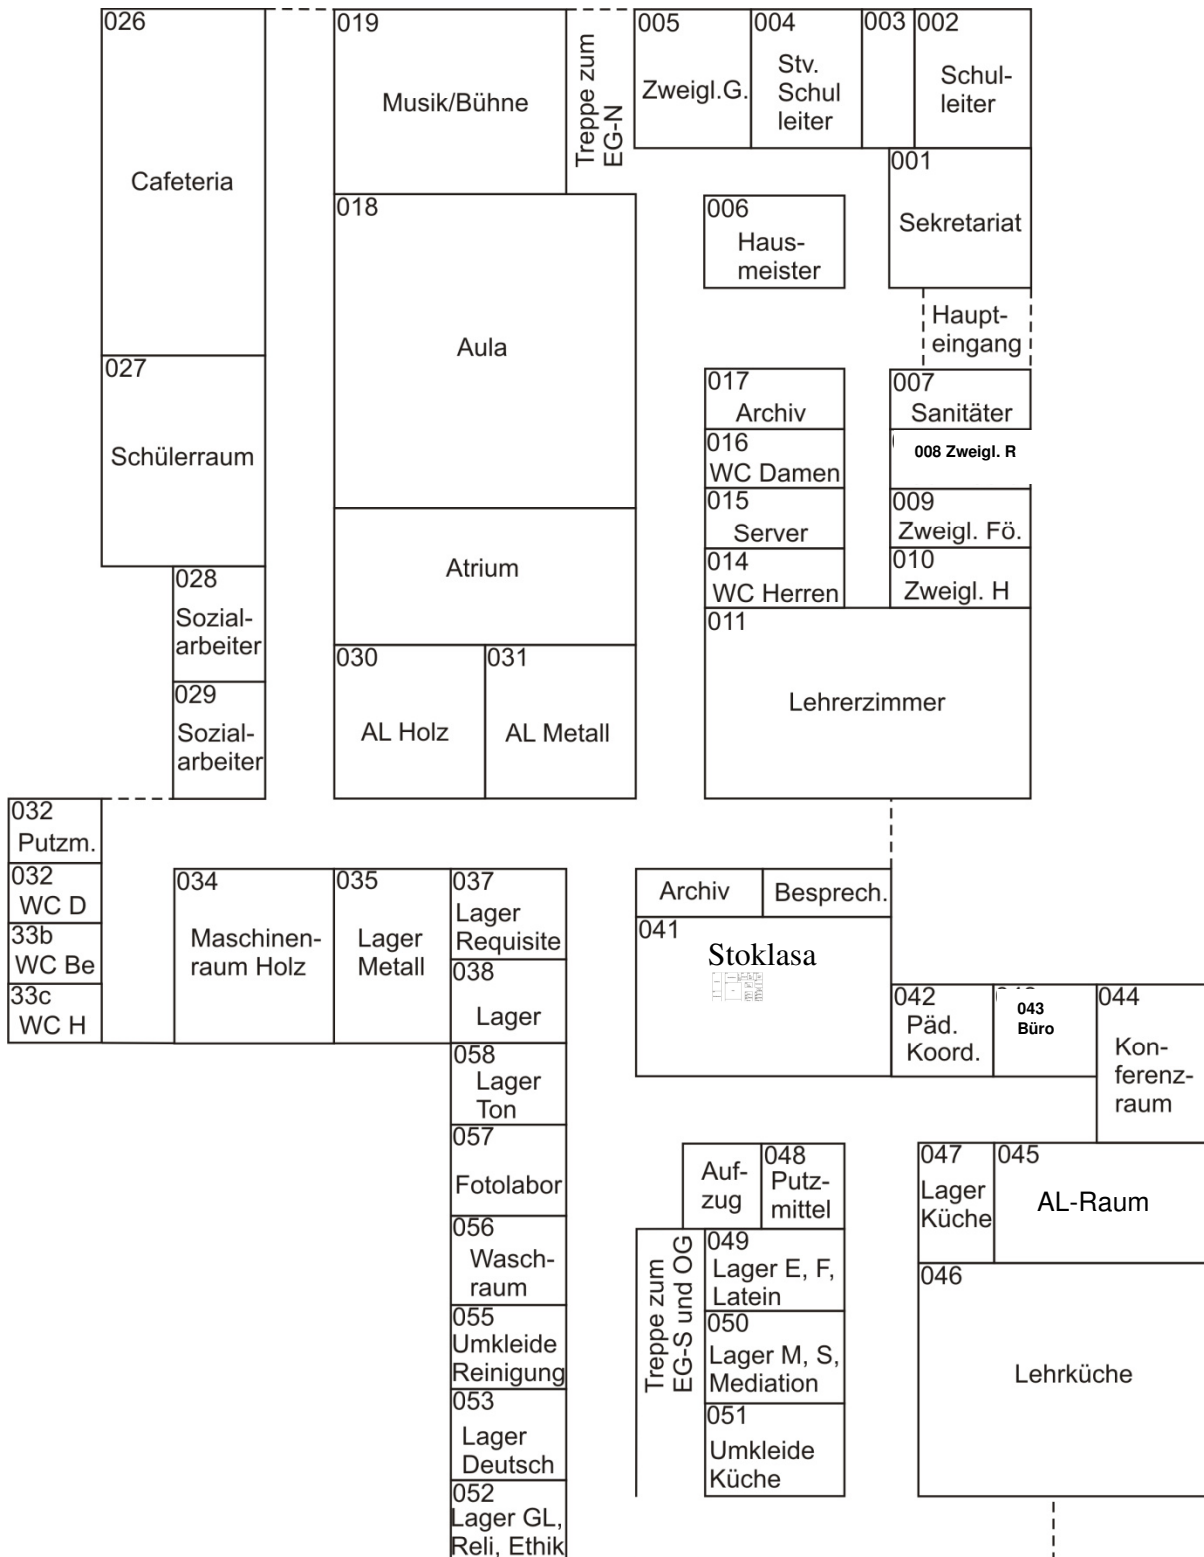 026
Cafeteria
019
Musik/Bühne
Treppe zum
EG-N
005
Zweigl.G.
004
Stv.
Schul
leiter
003
002
Schul-
leiter
001
Sekretariat
018
Aula
006
Haus-
meister
Haupt-
eingang
027
Schülerraum
017
Archiv
007
Sanitäter
016
WC Damen
008 Zweigl. R
015
Server
009
Zweigl. Fö.
014
WC Herren
010
Zweigl. H
Atrium
028
Sozial-
arbeiter
011
Lehrerzimmer
029
Sozial-
arbeiter
030
AL Holz
031
AL Metall
032
Putzm.
032
WC D
33b
WC Be
33c
WC H
034
Maschinen-
raum Holz
035
Lager
Metall
037
Lager
Requisite
038
Lager
Archiv
Besprech.
041
Stoklasa
042
Päd.
Koord.
043
Büro
044
Kon-
ferenz-
raum
058
Lager
Ton
057
Fotolabor
056
Wasch-
raum
055
Umkleide
Reinigung
053
Lager
Deutsch
052
Lager GL,
Reli, Ethik
Auf-
zug
048
Putz-
mittel
047
Lager
Küche
045
AL-Raum
Treppe zum
EG-S und OG
049
Lager E, F,
Latein
050
Lager M, S,
Mediation
051
Umkleide
Küche
046
Lehrküche